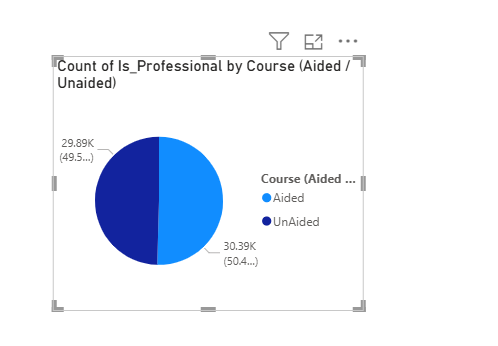 Count of Is_Professional by Course (Aided /
Unaided)
29.89K
(49.5...)
Course (Aided ...
Aided
UnAided
30.39K
(50.4...)